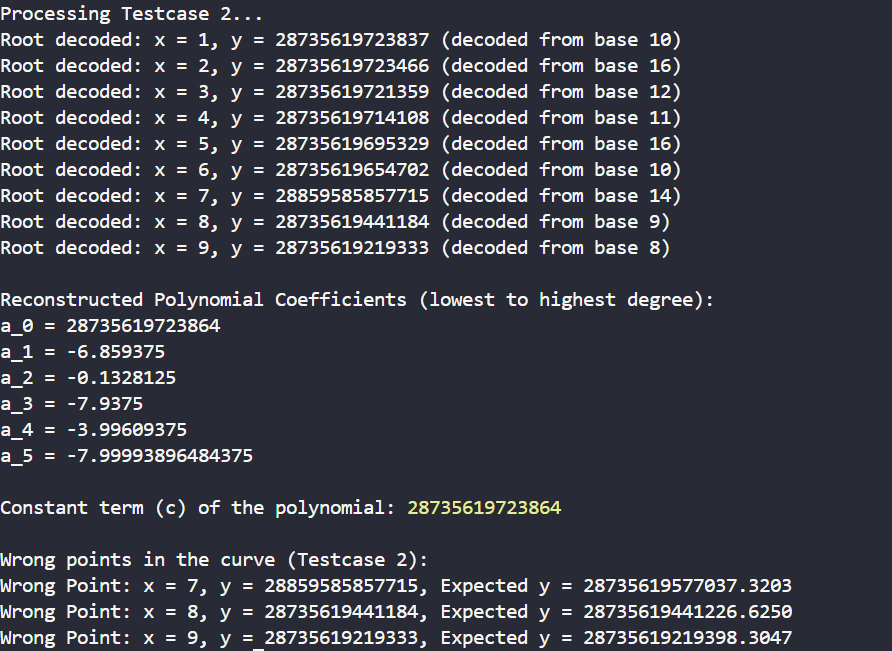 Processing Testcase 2...
Root decoded: x = 1, y = 28735619723837 (decoded from base 10)
Root decoded: x = 2, y = 28735619723466 (decoded from base 16)
Root decoded: x = 3, y = 28735619721359 (decoded from base 12)
Root decoded: x = 4, y = 28735619714108 (decoded from base 11)
Root decoded: x = 5, y = 28735619695329 (decoded from base 16)
Root decoded: x = 6, y = 28735619654702 (decoded from base 10)
Root decoded: x = 7, y = 28859585857715 (decoded from base 14)
Root decoded: x = 8, y = 28735619441184 (decoded from base 9)
Root decoded: x = 9, y = 28735619219333 (decoded from base 8)
Reconstructed Polynomial Coefficients (lowest to highest degree):
a_0 = 28735619723864
a_1 = -6.859375
a_2 = -0.1328125
a_3 = -7.9375
a_4 = -3.99609375
a_5 = -7.99993896484375
Constant term (c) of the polynomial: 28735619723864
Wrong points in the curve (Testcase 2):
Wrong Point: x = 7, y = 28859585857715, Expected y = 28735619577037.3203
Wrong Point: x = 8, y = 28735619441184, Expected y = 28735619441226.6250
Wrong Point: x = 9, y = 28735619219333, Expected y = 28735619219398.3047